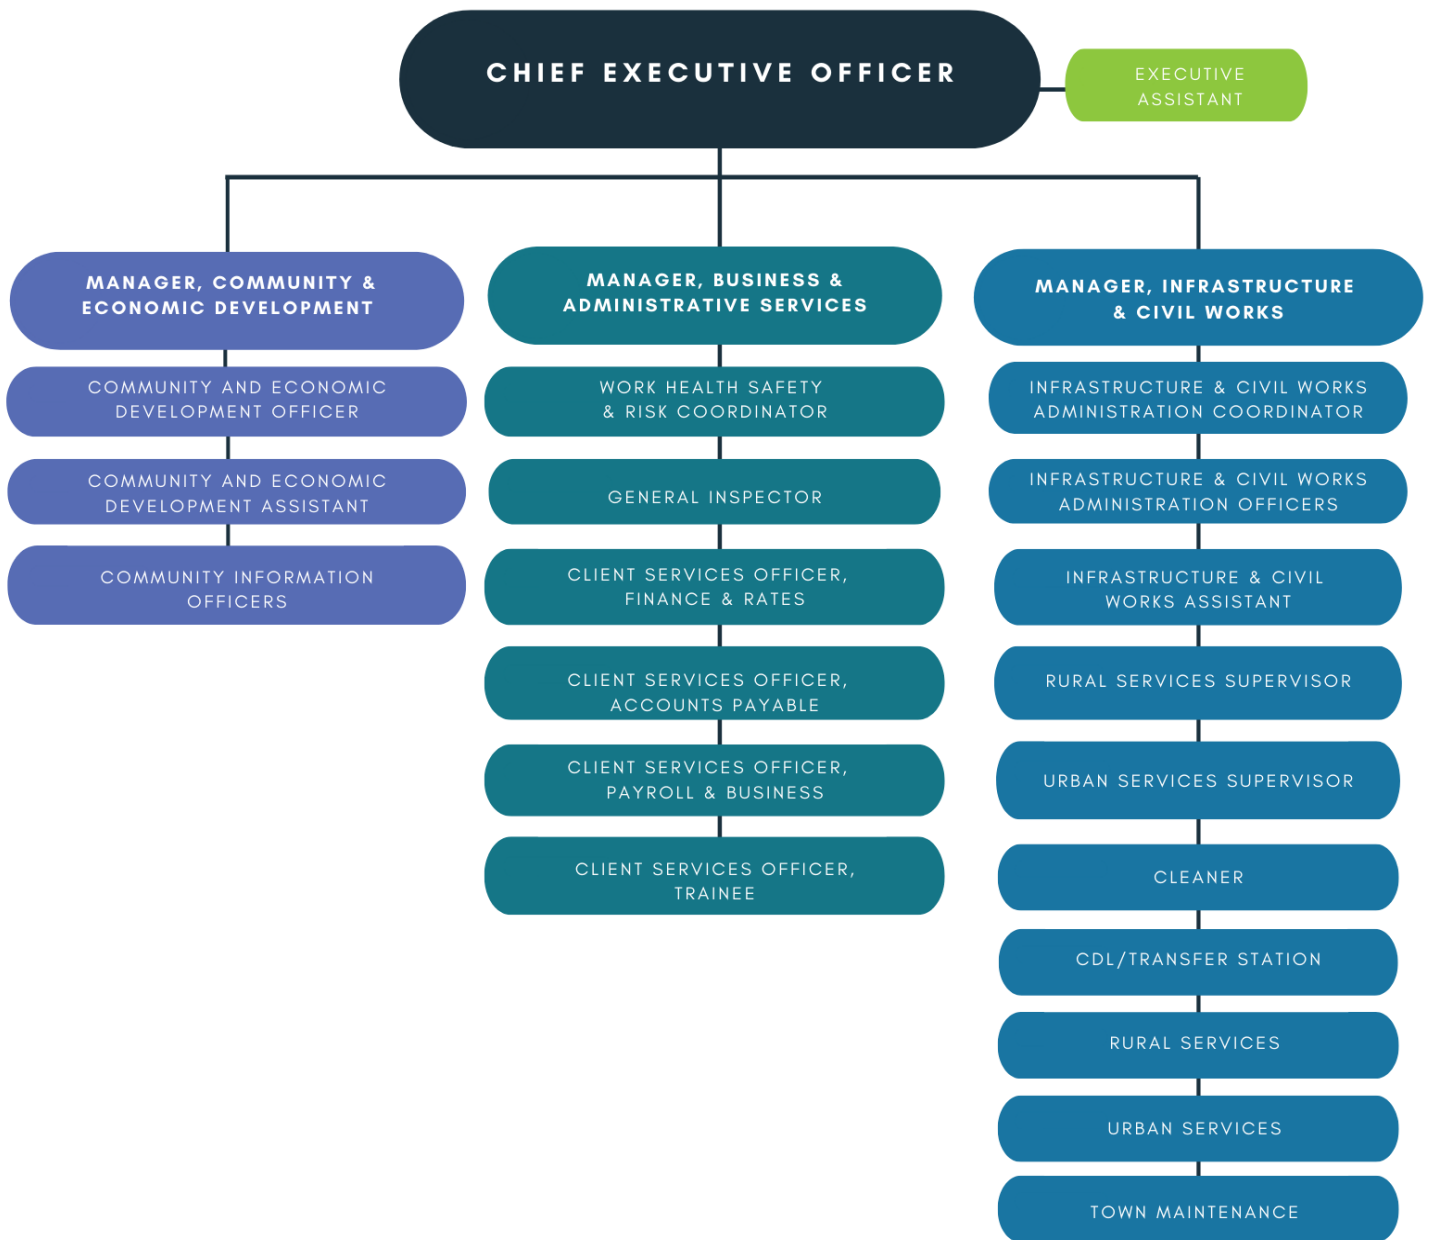 CHIEF EXECUTIVE OFFICER
EXECUTIVE
ASSISTANT
MANAGER, COMMUNITY &
ECONOMIC DEVELOPMENT
COMMUNITY AND ECONOMIC
DEVELOPMENT OFFICER
COMMUNITY AND ECONOMIC
DEVELOPMENT ASSISTANT
COMMUNITY INFORMATION
OFFICERS
MANAGER, BUSINESS &
ADMINISTRATIVE SERVICES
WORK HEALTH SAFETY
& RISK COORDINATOR
GENERAL INSPECTOR
CLIENT SERVICES OFFICER,
FINANCE & RATES
CLIENT SERVICES OFFICER,
ACCOUNTS PAYABLE
CLIENT SERVICES OFFICER,
PAYROLL & BUSINESS
CLIENT SERVICES OFFICER,
TRAINEE
MANAGER, INFRASTRUCTURE
& CIVIL WORKS
INFRASTRUCTURE & CIVIL WORKS
ADMINISTRATION COORDINATOR
INFRASTRUCTURE & CIVIL WORKS
ADMINISTRATION OFFICERS
INFRASTRUCTURE & CIVIL
WORKS ASSISTANT
RURAL SERVICES SUPERVISOR
URBAN SERVICES SUPERVISOR
CLEANER
CDL/TRANSFER STATION
RURAL SERVICES
URBAN SERVICES
TOWN MAINTENANCE